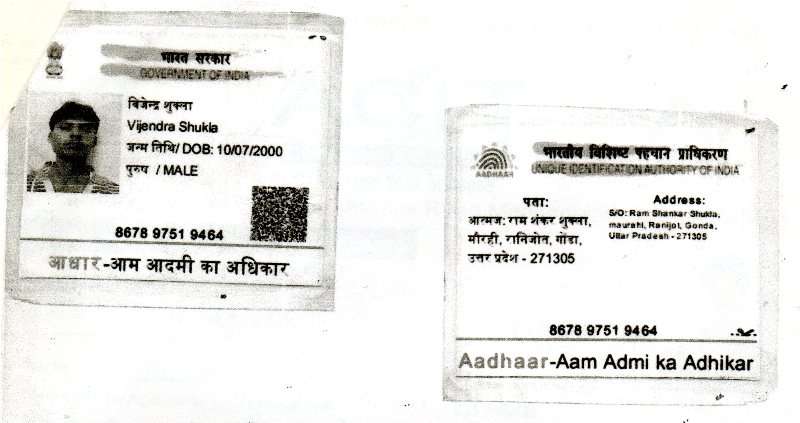 भारत सरकार
GOVERNMENT OF INDIA
बिजेन्द्र शुक्ला
Vijendra Shukla
जन्म तिथि/ DOB: 10/07/2000
पुरुष / MALE
8678 9751 9464
आधार-आम आदमी का अधिकार
भारतीय विशिष्ट पहचान प्राधिकरण
UNIQUE IDENTIFICATION AUTHORITY OF INDIA
AADHAAR
पता:
आत्मज: राम शंकर शुक्ला,
मौरही, रानिजोत, गोंडा,
उत्तर प्रदेश - 271305
Address:
S/O: Ram Shankar Shukla,
maurahi, Ranijot, Gonda,
Uttar Pradesh - 271305
8678 9751 9464
Aadhaar-Aam Admi ka Adhikar